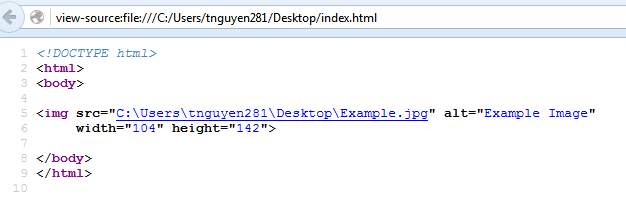 view-source:file:///C:/Users/tnguyen281/Desktop/index.html
1 <!DOCTYPE html>
2 <html>
3 <body>
4
5 <img src="C:\Users\tnguyen281\Desktop\Example.jpg" alt="Example Image"
6 width="104" height="142">
7
8 </body>
9 </html>
10